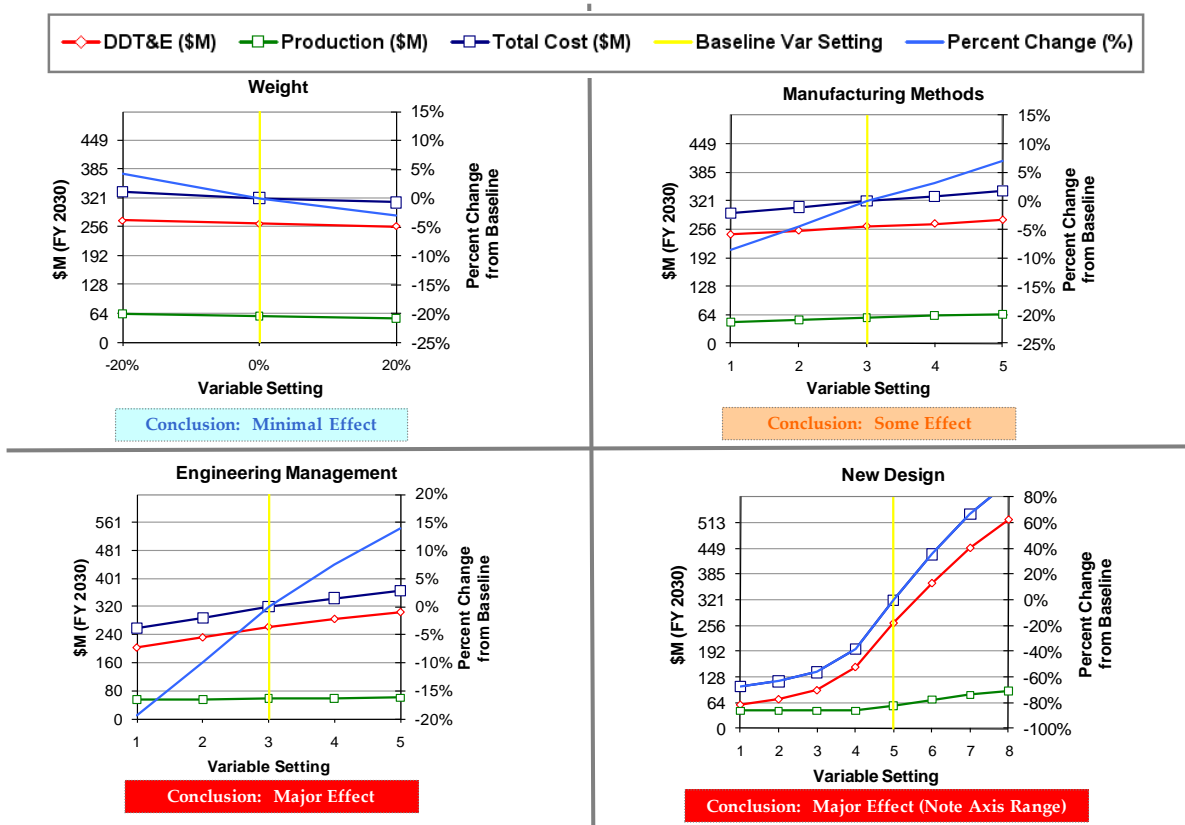 DDT&E ($M) Production ($M) Total Cost ($M) Baseline Var Setting Percent Change (%)
Weight
$M (FY 2030)
449
385
321
256
192
128
64
0
15%
10%
5%
0%
-5%
-10%
-15%
-20%
-25%
Percent Change
from Baseline
-20% 0% 20%
Variable Setting
Conclusion: Minimal Effect
Manufacturing Methods
$M (FY 2030)
449
385
321
256
192
128
64
0
15%
10%
5%
0%
-5%
-10%
-15%
-20%
-25%
Percent Change
from Baseline
1 2 3 4 5
Variable Setting
Conclusion: Some Effect
Engineering Management
$M (FY 2030)
561
481
401
320
240
160
80
0
20%
15%
10%
5%
0%
-5%
-10%
-15%
-20%
Percent Change
from Baseline
1 2 3 4 5
Variable Setting
Conclusion: Major Effect
New Design
$M (FY 2030)
513
449
385
321
256
192
128
64
0
80%
60%
40%
20%
0%
-20%
-40%
-60%
-80%
-100%
Percent Change
from Baseline
1 2 3 4 5 6 7 8
Variable Setting
Conclusion: Major Effect (Note Axis Range)